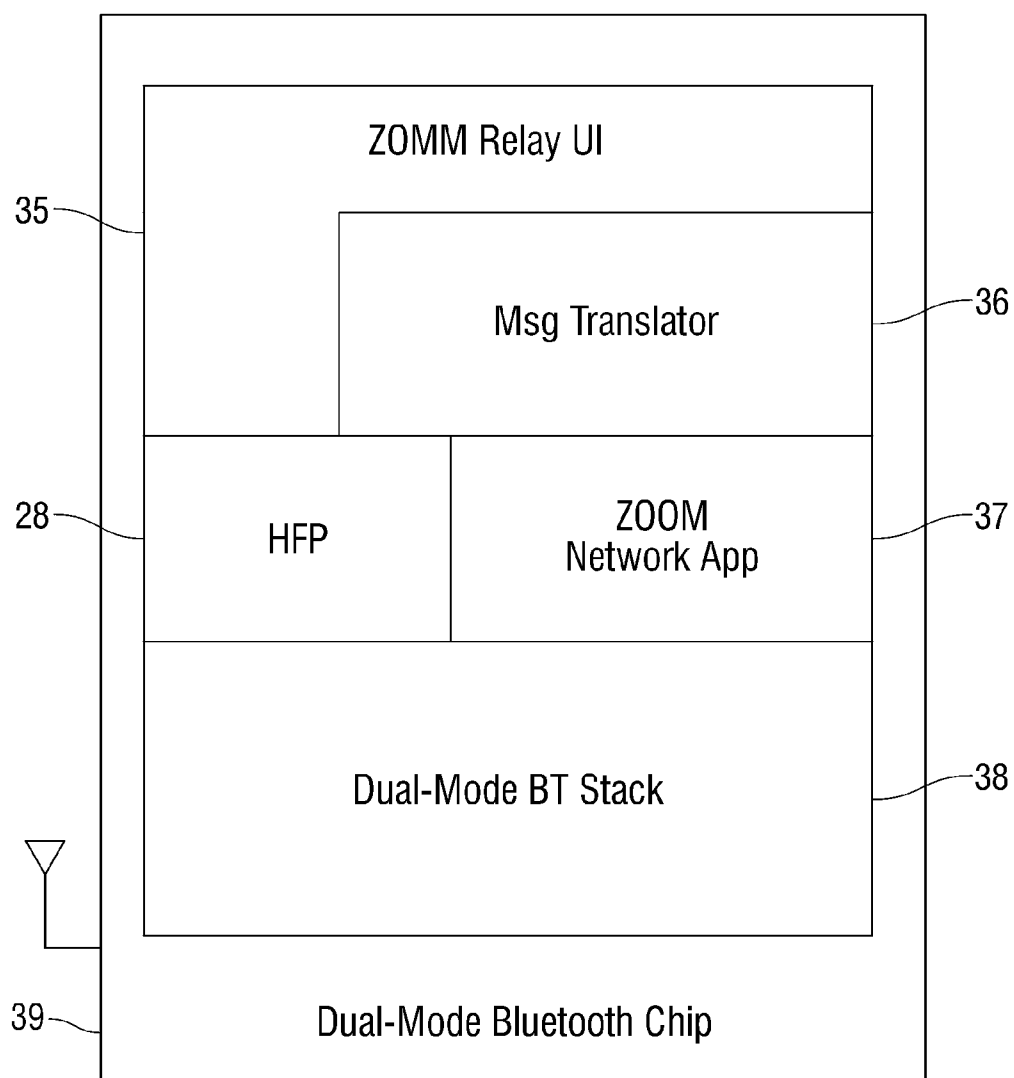 ZOMM Relay UI
35
Msg Translator
36
28
HFP
ZOOM
Network App
37
Dual-Mode BT Stack
38
39
Dual-Mode Bluetooth Chip